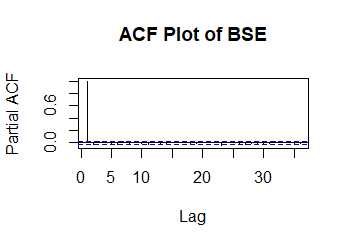 ACF Plot of BSE
Partial ACF
0.6
0.0
0 5 10 20 30
Lag